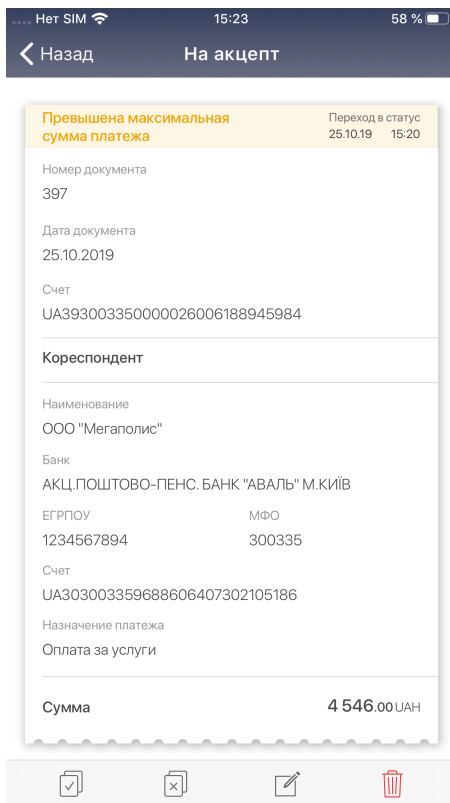 Нет SIM 15:23 58 %
Назад На акцепт
Превышена максимальная Переход в статус
сумма платежа 25.10.19 15:20
Номер документа
397
Дата документа
25.10.2019
Счет
UA393003350000026006188945984
Кореспондент
Наименование
ООО "Мегаполис"
Банк
АКЦ.ПОШТОВО-ПЕНС. БАНК "АВАЛЬ" М.КИЇВ
ЕГРПОУ МФО
1234567894 300335
Счет
UA303003359688606407302105186
Назначение платежа
Оплата за услуги
Сумма 4 546.00 UAH